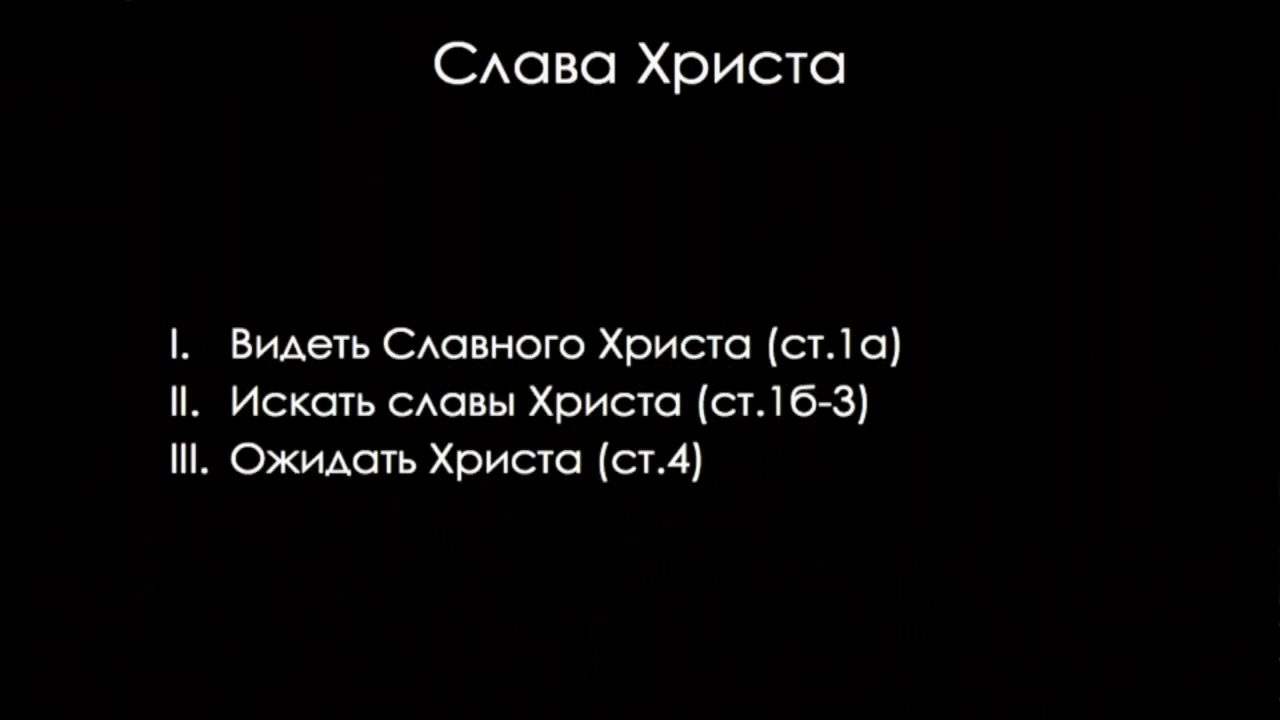 Слава Христа
I. Видеть Славного Христа (ст.1а)
II. Искать славы Христа (ст.1б-3)
III. Ожидать Христа (ст.4)